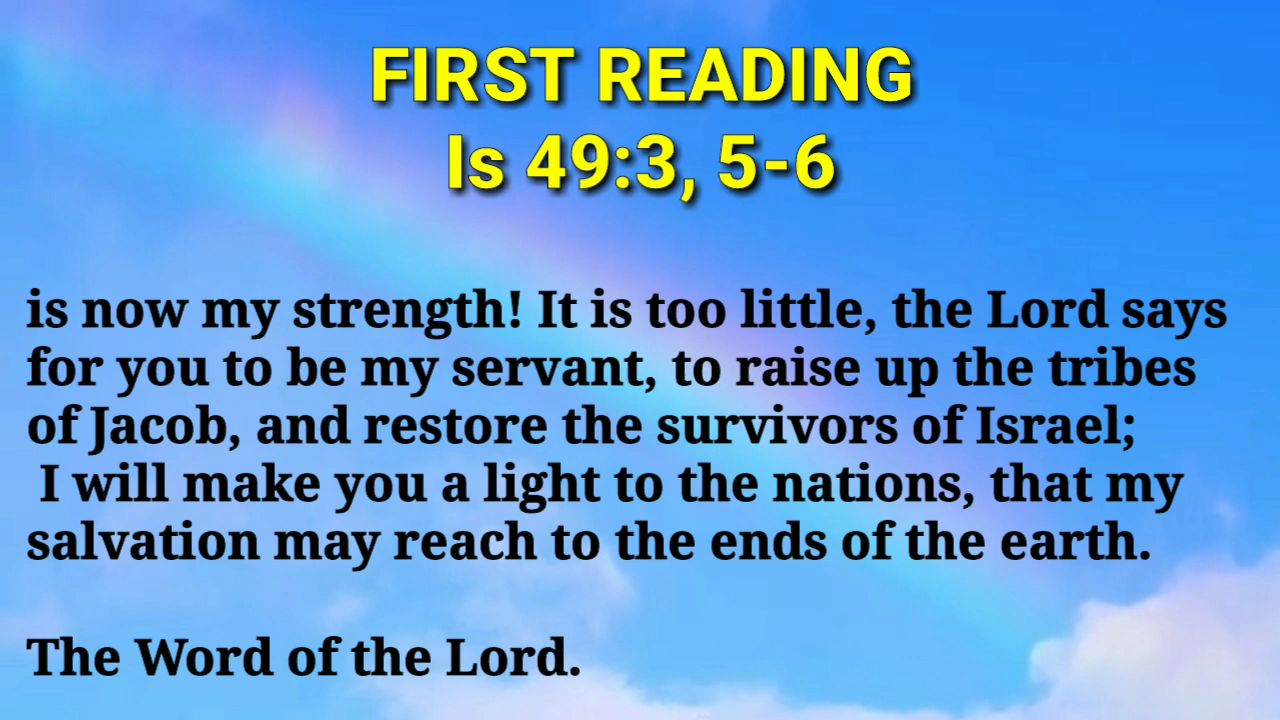 FIRST READING
Is 49:3, 5-6
is now my strength! It is too little, the Lord says
for you to be my servant, to raise up the tribes
of Jacob, and restore the survivors of Israel;
I will make you a light to the nations, that my
salvation may reach to the ends of the earth.
The Word of the Lord.